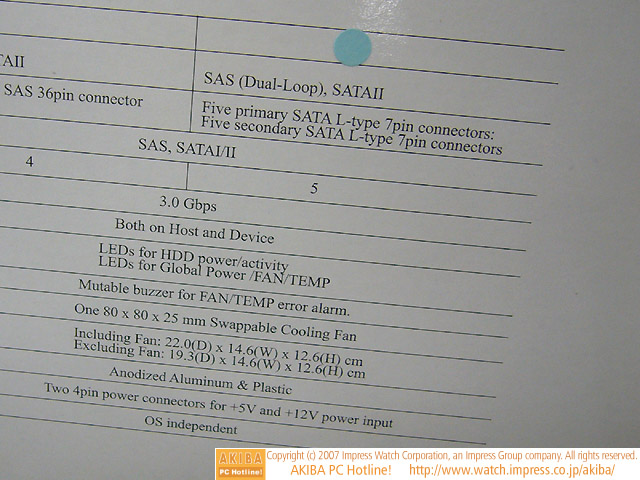 TAII
SAS (Dual-Loop), SATAII
SAS 36pin connector
Five primary SATA L-type 7pin connectors:
Five secondary SATA L-type 7pin connectors
SAS, SATAI/II
4
5
3.0 Gbps
Both on Host and Device
LEDs for HDD power/activity
LEDs for Global Power /FAN/TEMP
Mutable buzzer for FAN/TEMP error alarm.
One 80 x 80 x 25 mm Swappable Cooling Fan
Including Fan: 22.0(D) x 14.6(W) x 12.6(H) cm
Excluding Fan: 19.3(D) x 14.6(W) x 12.6(H) cm
Anodized Aluminum & Plastic
Two 4pin power connectors for +5V and +12V power input
OS independent
AKIBA
PC Hotline!
Copyright (c) 2007 Impress Watch Corporation, an Impress Group company. All rights reserved.
AKIBA PC Hotline! http://www.watch.impress.co.jp/akiba/